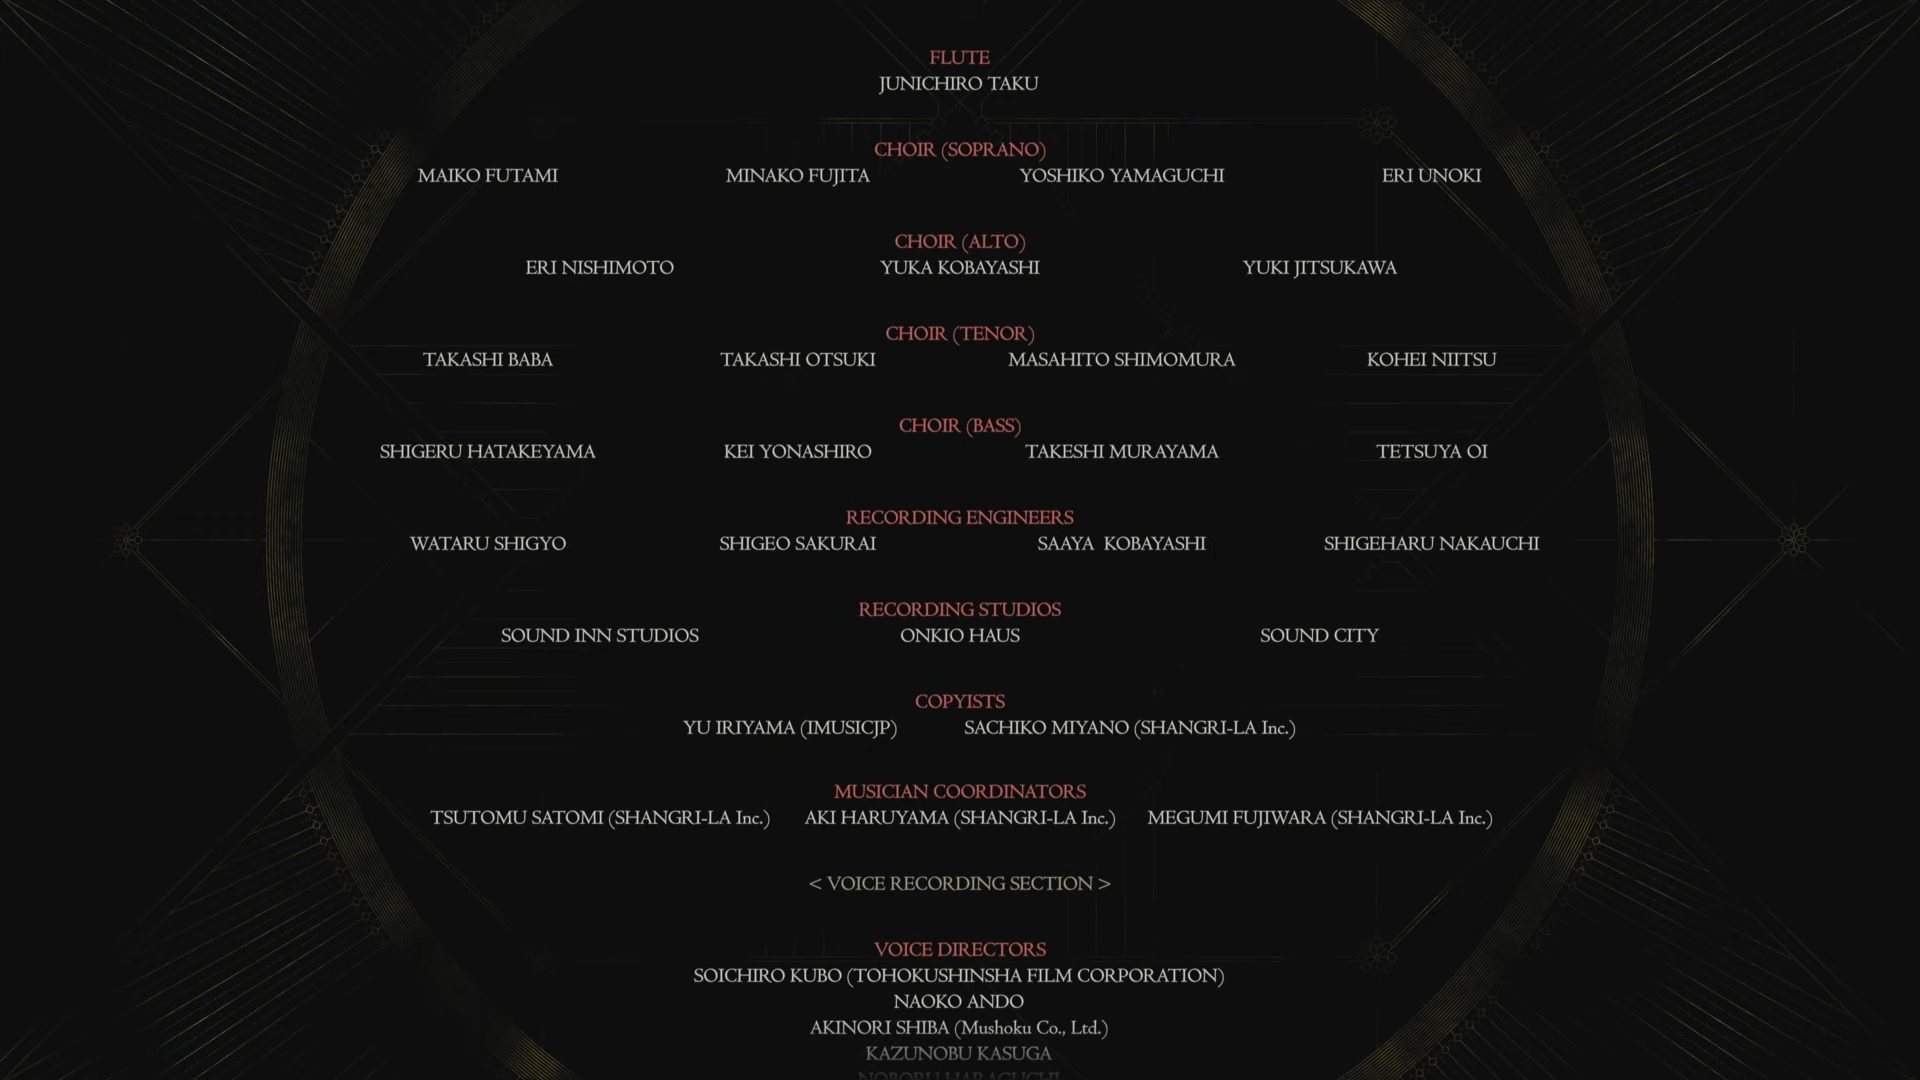 FLUTE
JUNICHIRO TAKU
CHOIR (SOPRANO)
MAIKO FUTAMI MINAKO FUJITA YOSHIKO YAMAGUCHI ERI UNOKI
CHOIR (ALTO)
ERI NISHIMOTO YUKA KOBAYASHI YUKI JITSUKAWA
CHOIR (TENOR)
TAKASHI BABA TAKASHI OTSUKI MASAHITO SHIMOMURA KOHEI NIITSU
CHOIR (BASS)
SHIGERU HATAKEYAMA KEI YONASHIRO TAKESHI MURAYAMA TETSUYA OI
RECORDING ENGINEERS
WATARU SHIGYO SHIGEO SAKURAI SAAYA  KOBAYASHI SHIGEHARU NAKAUCHI
RECORDING STUDIOS
SOUND INN STUDIOS ONKIO HAUS SOUND CITY
COPYISTS
YU IRIYAMA (IMUSICJP) SACHIKO MIYANO (SHANGRI-LA Inc.)
MUSICIAN COORDINATORS
TSUTOMU SATOMI (SHANGRI-LA Inc.) AKI HARUYAMA (SHANGRI-LA Inc.) MEGUMI FUJIWARA (SHANGRI-LA Inc.)
< VOICE RECORDING SECTION >
VOICE DIRECTORS
SOICHIRO KUBO (TOHOKUSHINSHA FILM CORPORATION)
NAOKO ANDO
AKINORI SHIBA (Mushoku Co., Ltd.)
KAZUNOBU KASUGA